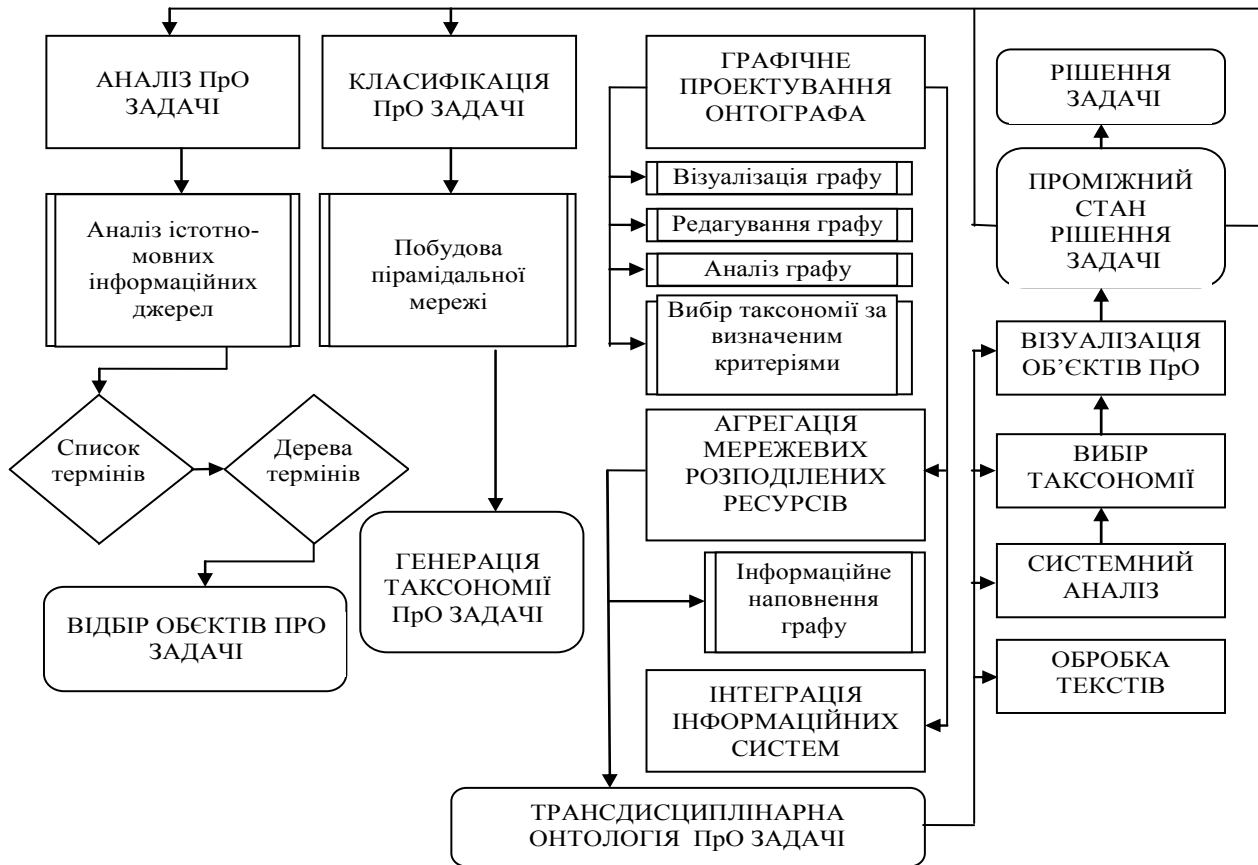 АНАЛІЗ ПрО
ЗАДАЧІ
Аналіз істотно-
мовних
інформаційних
джерел
Список
термінів
Дерева
термінів
ВІДБІР ОБЄКТІВ ПРО
ЗАДАЧІ
КЛАСИФІКАЦІЯ
ПрО ЗАДАЧІ
Побудова
пірамідальної
мережі
ГЕНЕРАЦІЯ
ТАКСОНОМІЇ
ПрО ЗАДАЧІ
ГРАФІЧНЕ
ПРОЕКТУВАННЯ
ОНТОГРАФА
Візуалізація графу
Редагування графу
Аналіз графу
Вибір таксономії за
визначеним
критеріями
АГРЕГАЦІЯ
МЕРЕЖЕВИХ
РОЗПОДІЛЕНИХ
РЕСУРСІВ
Інформаційне
наповнення
графу
ІНТЕГРАЦІЯ
ІНФОРМАЦІЙНИХ
СИСТЕМ
ТРАНСДИСЦИПЛІНАРНА
ОНТОЛОГІЯ ПрО ЗАДАЧІ
РІШЕННЯ
ЗАДАЧІ
ПРОМІЖНИЙ
СТАН
РІШЕННЯ
ЗАДАЧІ
ВІЗУАЛІЗАЦІЯ
ОБ’ЄКТІВ ПрО
ВИБІР
ТАКСОНОМІЇ
СИСТЕМНИЙ
АНАЛІЗ
ОБРОБКА
ТЕКСТІВ